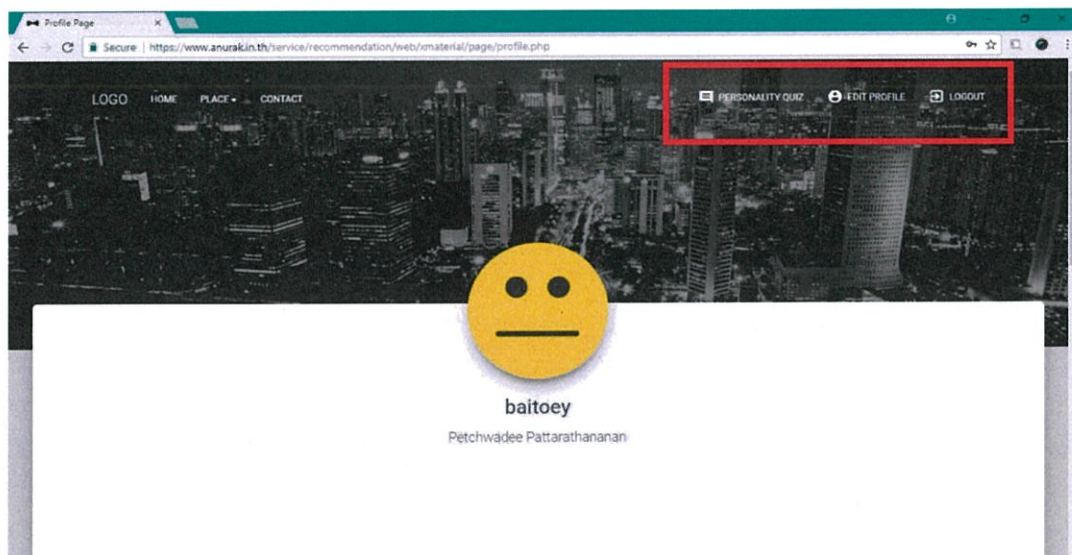 Profile Page
Secure | https://www.anurak.in.th/service/recommendation/web/xmaterial/page/profile.php
LOGO HOME PLACE CONTACT PERSONALITY QUIZ EDIT PROFILE LOGOUT
baitoey
Petchwadee Pattarathananan